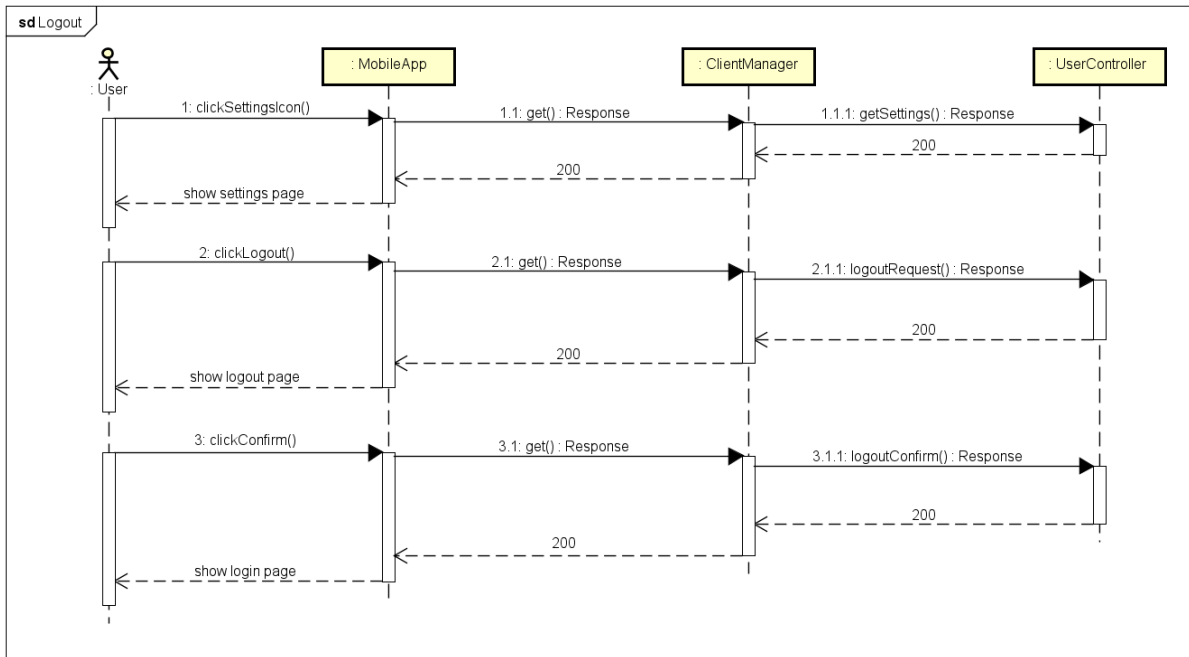 sd Logout
: User
: MobileApp
: ClientManager
: UserController
1: clickSettingsIcon()
1.1: get() : Response
1.1.1: getSettings() : Response
200
200
show settings page
2: clickLogout()
2.1: get() : Response
2.1.1: logoutRequest() : Response
200
200
show logout page
3: clickConfirm()
3.1: get() : Response
3.1.1: logoutConfirm() : Response
200
200
show login page